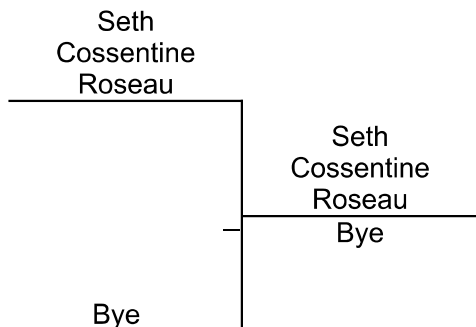 Seth
Cossentine
Roseau
Seth
Cossentine
Roseau
Bye
Bye